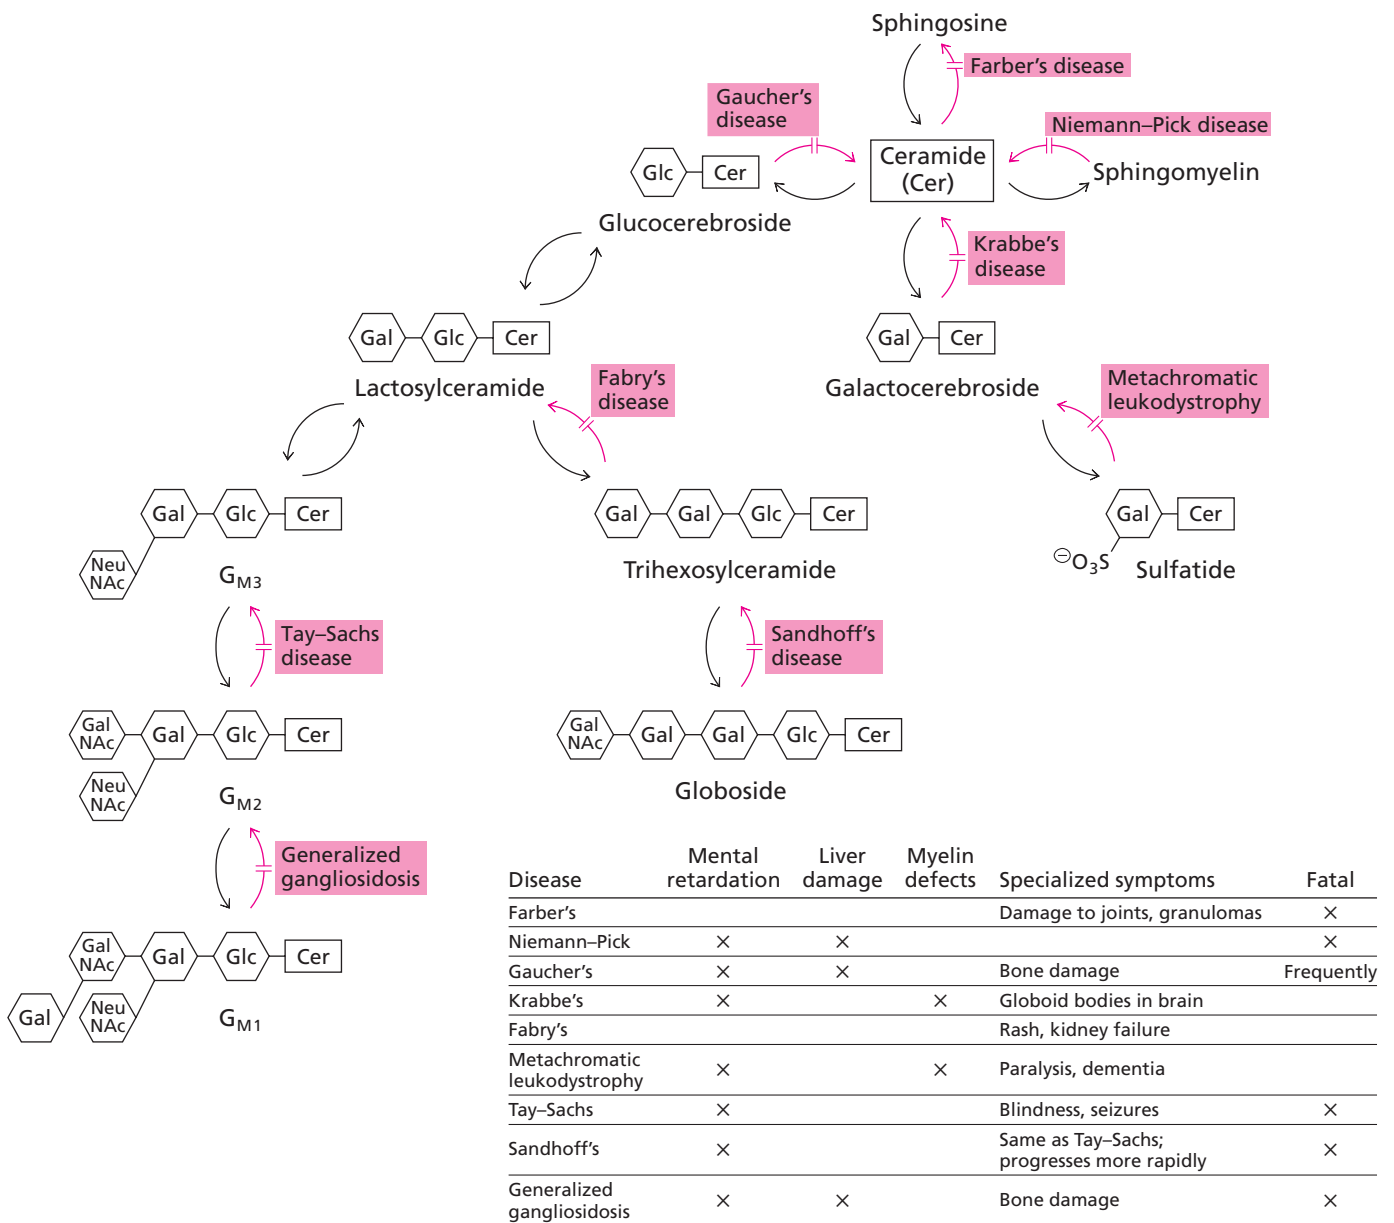 Sphingosine
Farber's disease
Gaucher's
disease
Niemann–Pick disease
Glc
Cer
Ceramide
(Cer)
Sphingomyelin
Glucocerebroside
Krabbe's
disease
Gal
Glc
Cer
Gal
Cer
Lactosylceramide
Fabry's
disease
Galactocerebroside
Metachromatic
leukodystrophy
Gal
Glc
Cer
Neu
NAc
GM3
Gal
Gal
Glc
Cer
Trihexosylceramide
Gal
Cer
⊖O3S
Sulfatide
Tay–Sachs
disease
Sandhoff's
disease
Gal
NAc
Gal
Glc
Cer
Neu
NAc
GM2
Gal
NAc
Gal
Gal
Glc
Cer
Globoside
Generalized
gangliosidosis
Gal
NAc
Gal
Glc
Cer
Gal
Neu
NAc
GM1
Disease Mental retardation Liver damage Myelin defects Specialized symptoms Fatal
Farber's Damage to joints, granulomas ×
Niemann–Pick × × ×
Gaucher's × × Bone damage Frequently
Krabbe's × × Globoid bodies in brain
Fabry's Rash, kidney failure
Metachromatic
leukodystrophy × × Paralysis, dementia
Tay–Sachs × Blindness, seizures ×
Sandhoff's × Same as Tay–Sachs;
progresses more rapidly ×
Generalized
gangliosidosis × × Bone damage ×